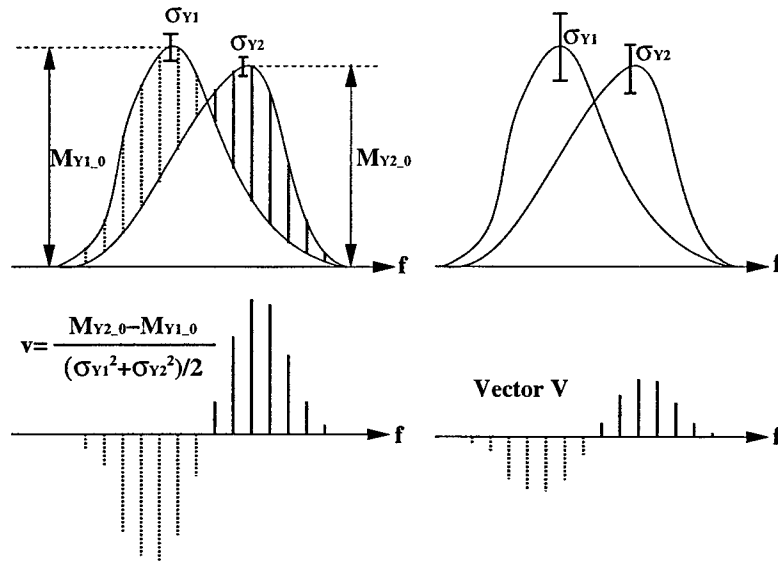 σY1
σY2
MY1_0
MY2_0
f
σY1
σY2
f
v= MY2_0−MY1_0 / (σY1²+σY2²)/2
f
Vector V
f